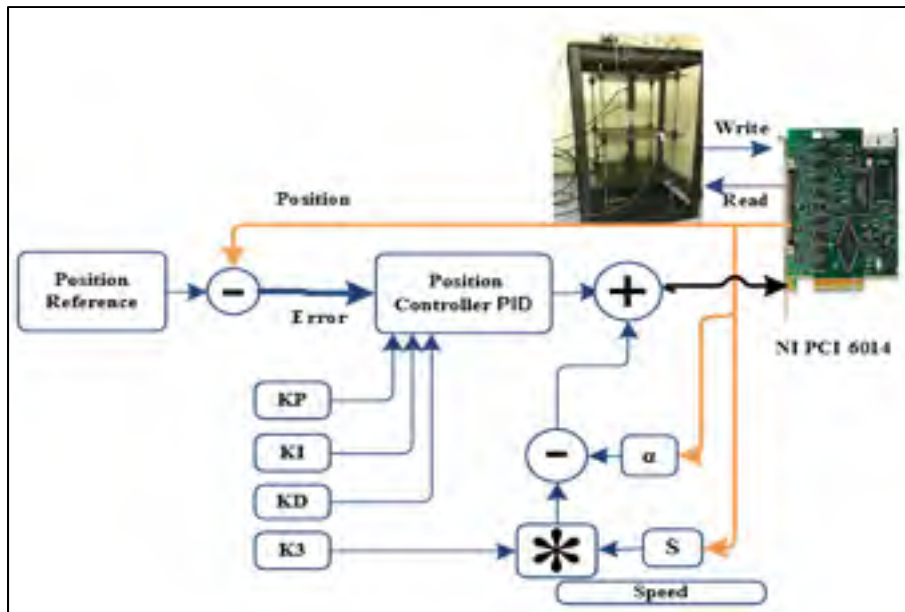 Write
Read
Position
Position
Reference
-
Error
Position
Controller PID
+
NI PCI 6014
KP
KI
KD
K3
-
α
*
S
Speed